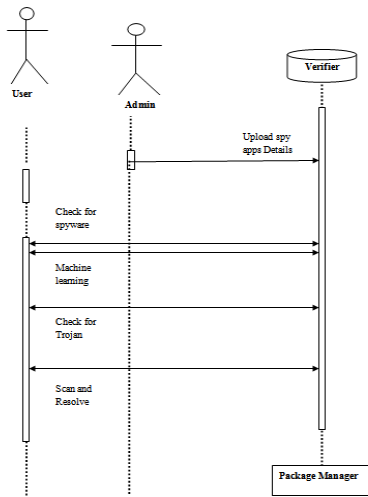 Verifier
User
Admin
Upload spy
apps Details
Check for
spyware
Machine
learning
Check for
Trojan
Scan and
Resolve
Package Manager